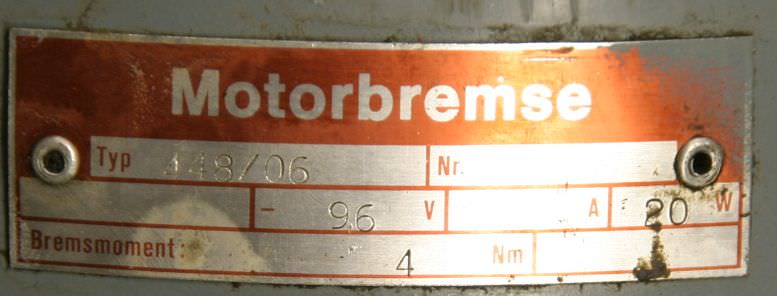 Motorbremse
Typ 448/06 Nr.
- 96 V A 20 W
Bremsmoment: 4 Nm